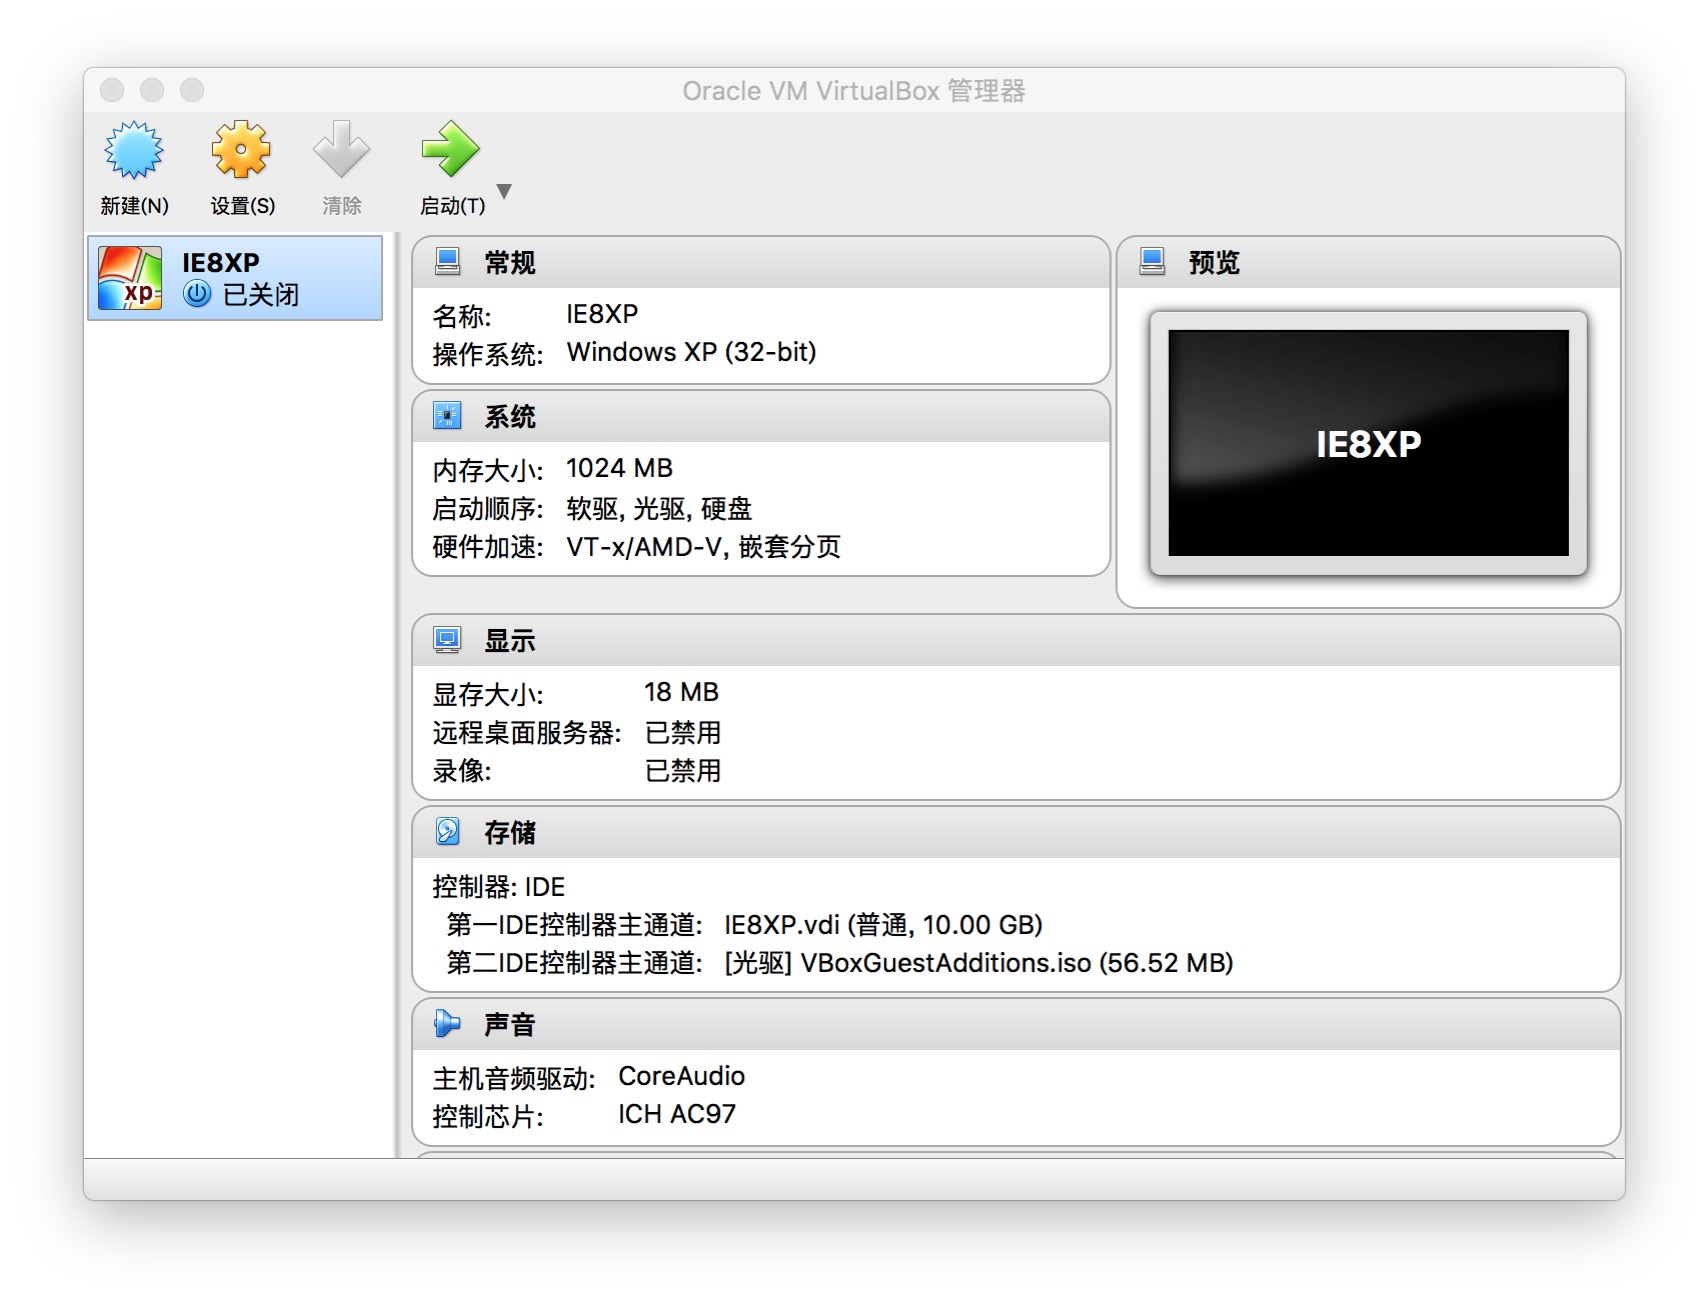 Oracle VM VirtualBox 管理器
新建(N) 设置(S) 清除 启动(T)
xp
IE8XP
已关闭
常规
名称: IE8XP
操作系统: Windows XP (32-bit)
系统
内存大小: 1024 MB
启动顺序: 软驱, 光驱, 硬盘
硬件加速: VT-x/AMD-V, 嵌套分页
预览
IE8XP
显示
显存大小: 18 MB
远程桌面服务器: 已禁用
录像: 已禁用
存储
控制器: IDE
第一IDE控制器主通道: IE8XP.vdi (普通, 10.00 GB)
第二IDE控制器主通道: [光驱] VBoxGuestAdditions.iso (56.52 MB)
声音
主机音频驱动: CoreAudio
控制芯片: ICH AC97